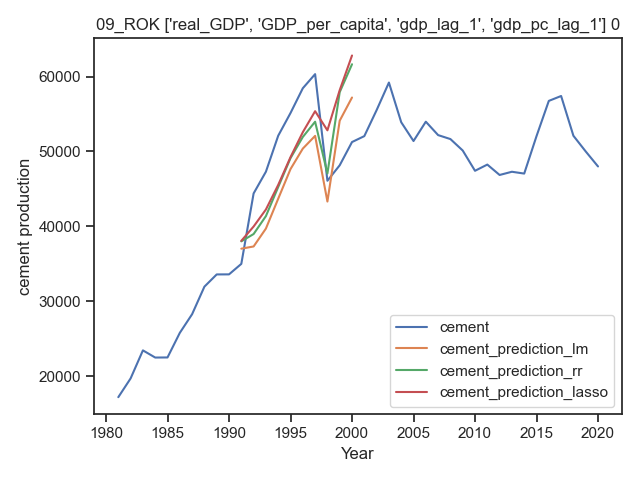 09_ROK ['real_GDP', 'GDP_per_capita', 'gdp_lag_1', 'gdp_pc_lag_1'] 0
60000
50000
40000
30000
20000
cement production
cement
cement_prediction_lm
cement_prediction_rr
cement_prediction_lasso
1980 1985 1990 1995 2000 2005 2010 2015 2020
Year